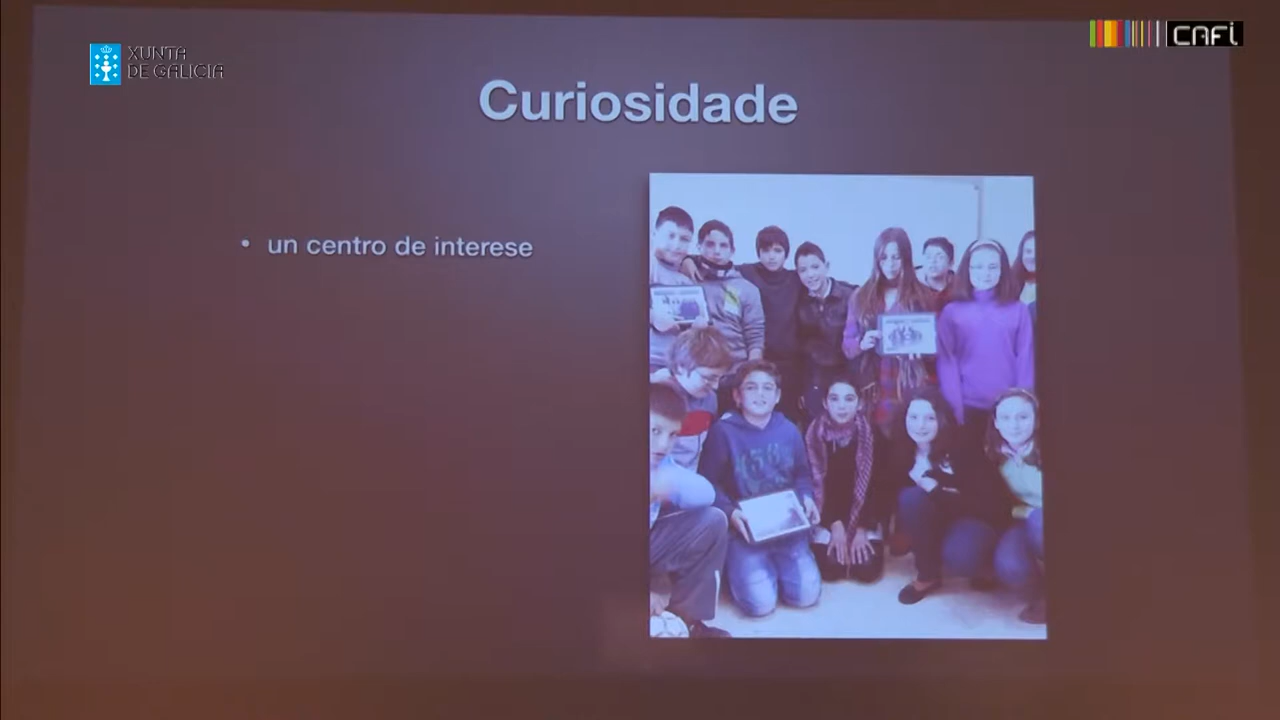 XUNTA
DE GALICIA
CAFi
Curiosidade
• un centro de interese